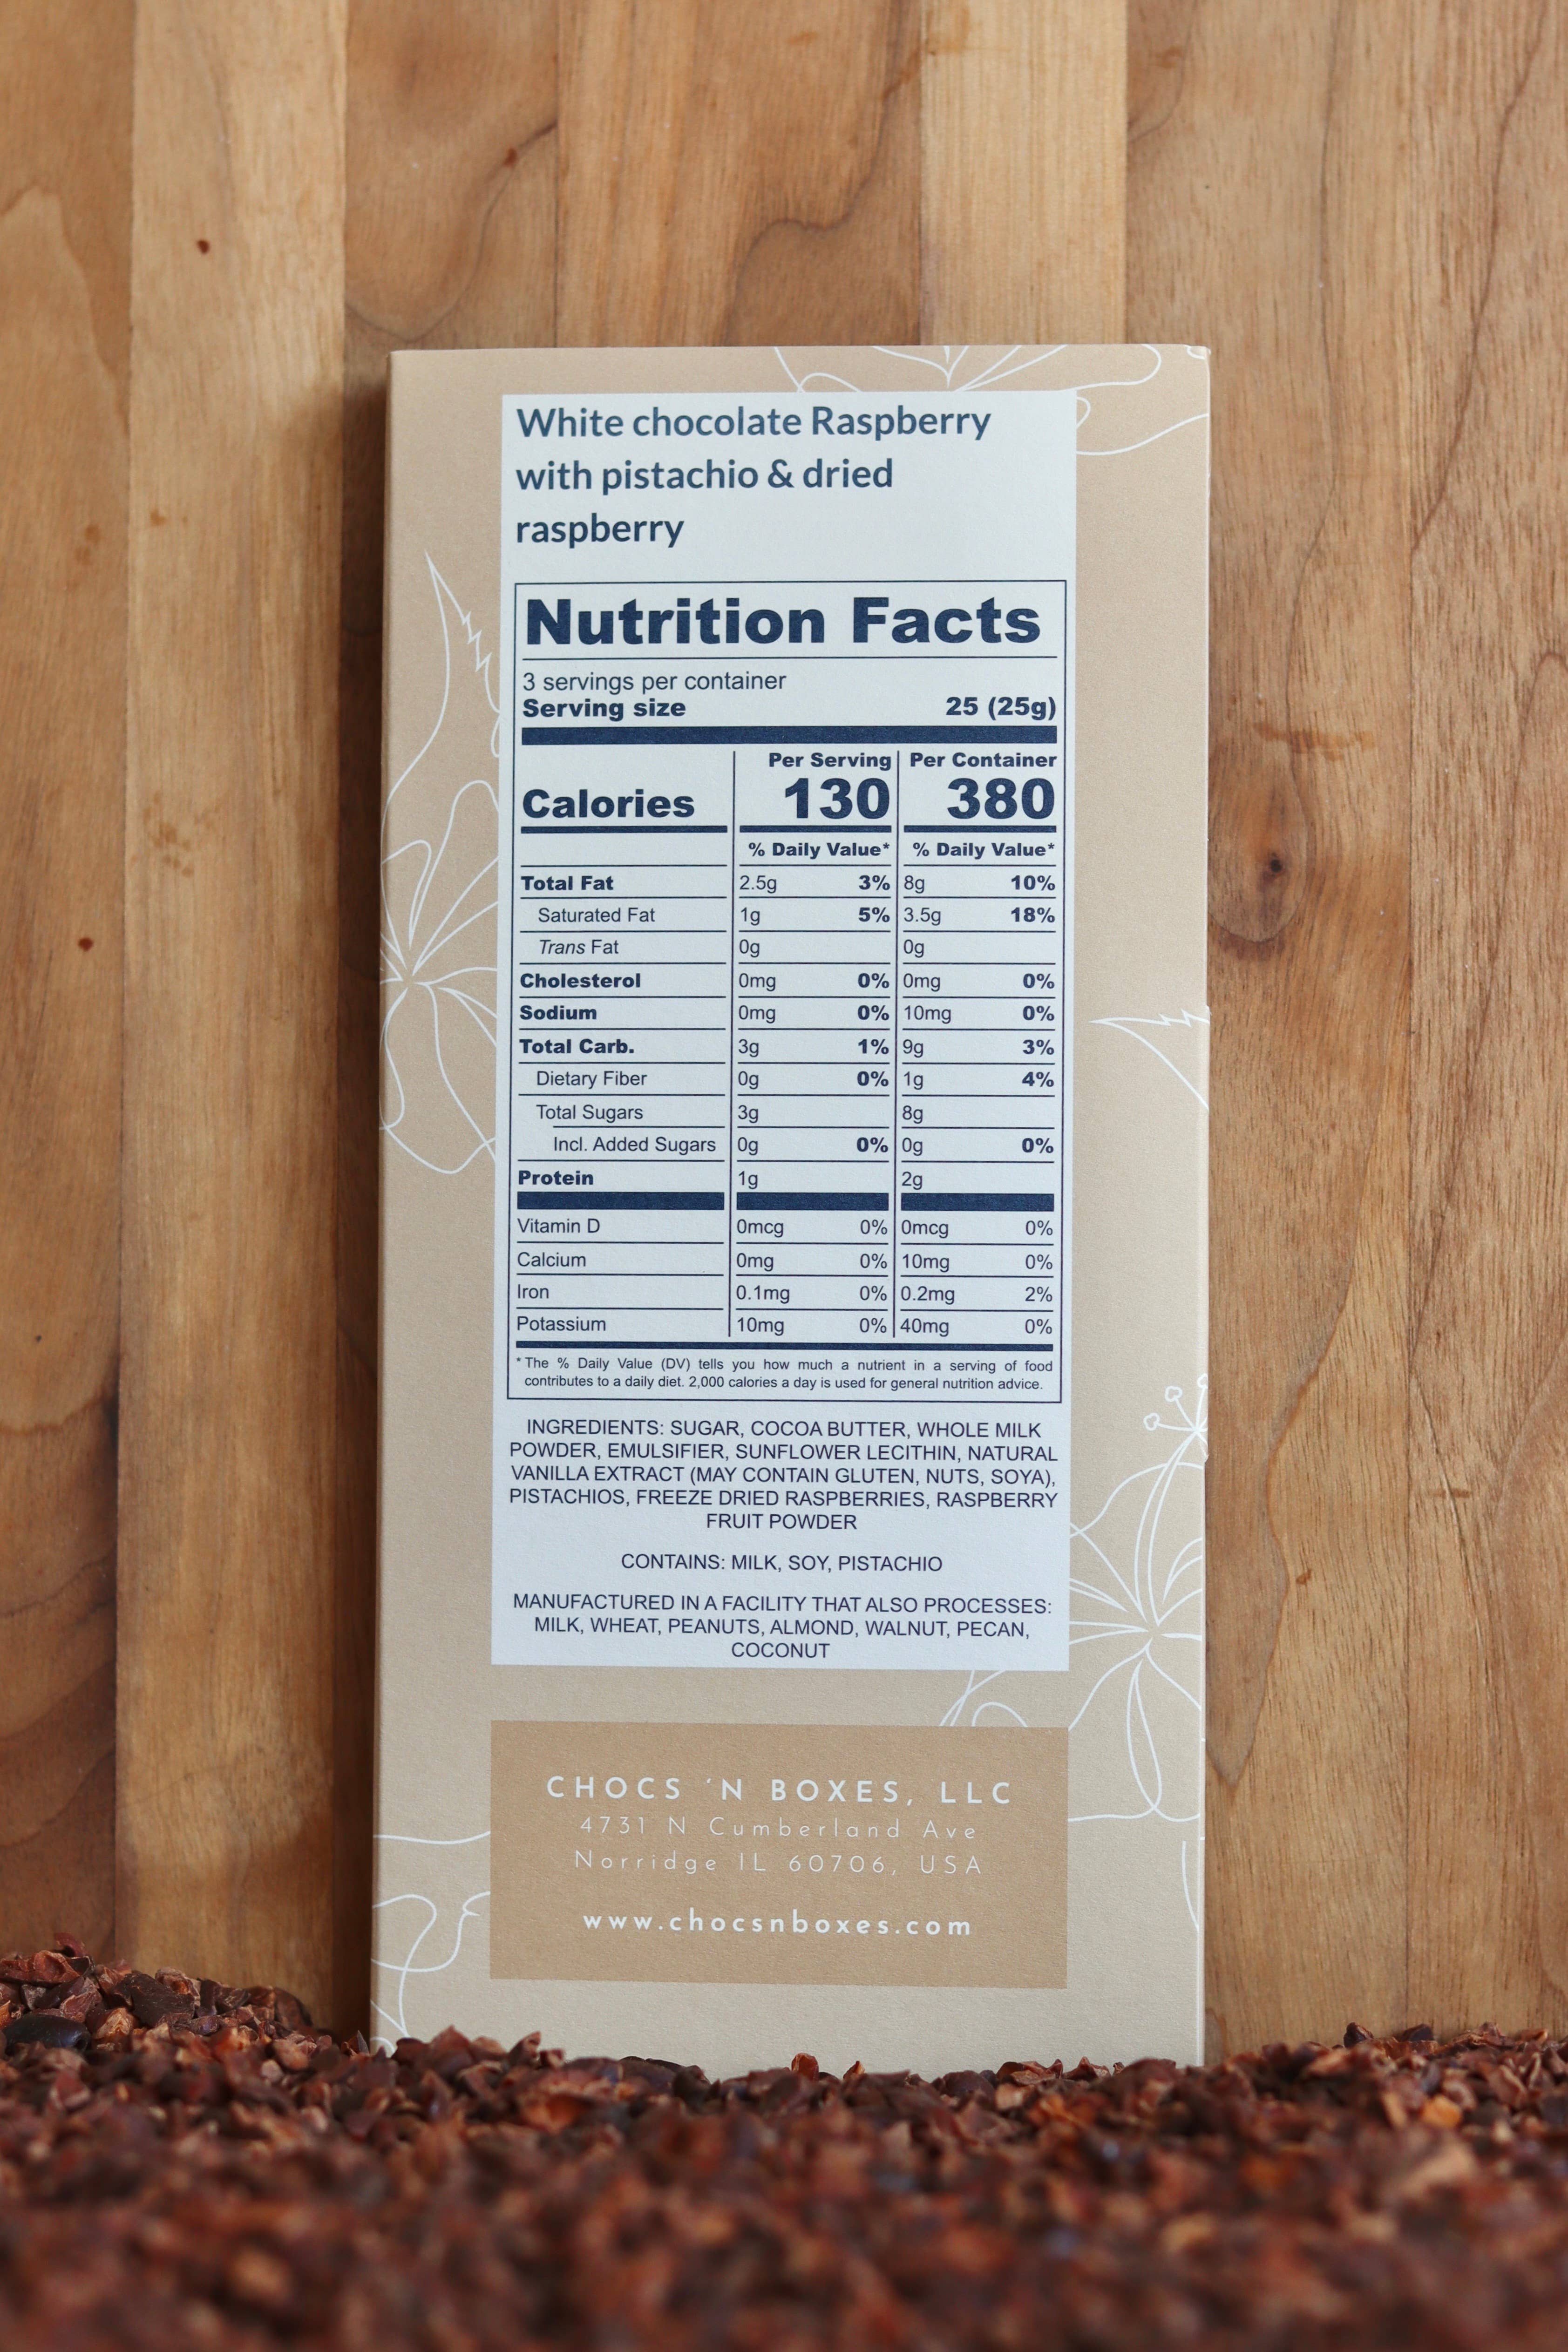 White chocolate Raspberry
with pistachio & dried
raspberry
Nutrition Facts
3 servings per container
Serving size 25 (25g)
Per Serving Per Container
Calories 130 380
% Daily Value* % Daily Value*
Total Fat 2.5g 3% 8g 10%
Saturated Fat 1g 5% 3.5g 18%
Trans Fat 0g 0g
Cholesterol 0mg 0% 0mg 0%
Sodium 0mg 0% 10mg 0%
Total Carb. 3g 1% 9g 3%
Dietary Fiber 0g 0% 1g 4%
Total Sugars 3g 8g
Incl. Added Sugars 0g 0% 0g 0%
Protein 1g 2g
Vitamin D 0mcg 0% 0mcg 0%
Calcium 0mg 0% 10mg 0%
Iron 0.1mg 0% 0.2mg 2%
Potassium 10mg 0% 40mg 0%
* The % Daily Value (DV) tells you how much a nutrient in a serving of food
contributes to a daily diet. 2,000 calories a day is used for general nutrition advice.
INGREDIENTS: SUGAR, COCOA BUTTER, WHOLE MILK
POWDER, EMULSIFIER, SUNFLOWER LECITHIN, NATURAL
VANILLA EXTRACT (MAY CONTAIN GLUTEN, NUTS, SOYA),
PISTACHIOS, FREEZE DRIED RASPBERRIES, RASPBERRY
FRUIT POWDER
CONTAINS: MILK, SOY, PISTACHIO
MANUFACTURED IN A FACILITY THAT ALSO PROCESSES:
MILK, WHEAT, PEANUTS, ALMOND, WALNUT, PECAN,
COCONUT
CHOCS 'N BOXES, LLC
4731 N Cumberland Ave
Norridge IL 60706, USA
www.chocsnboxes.com